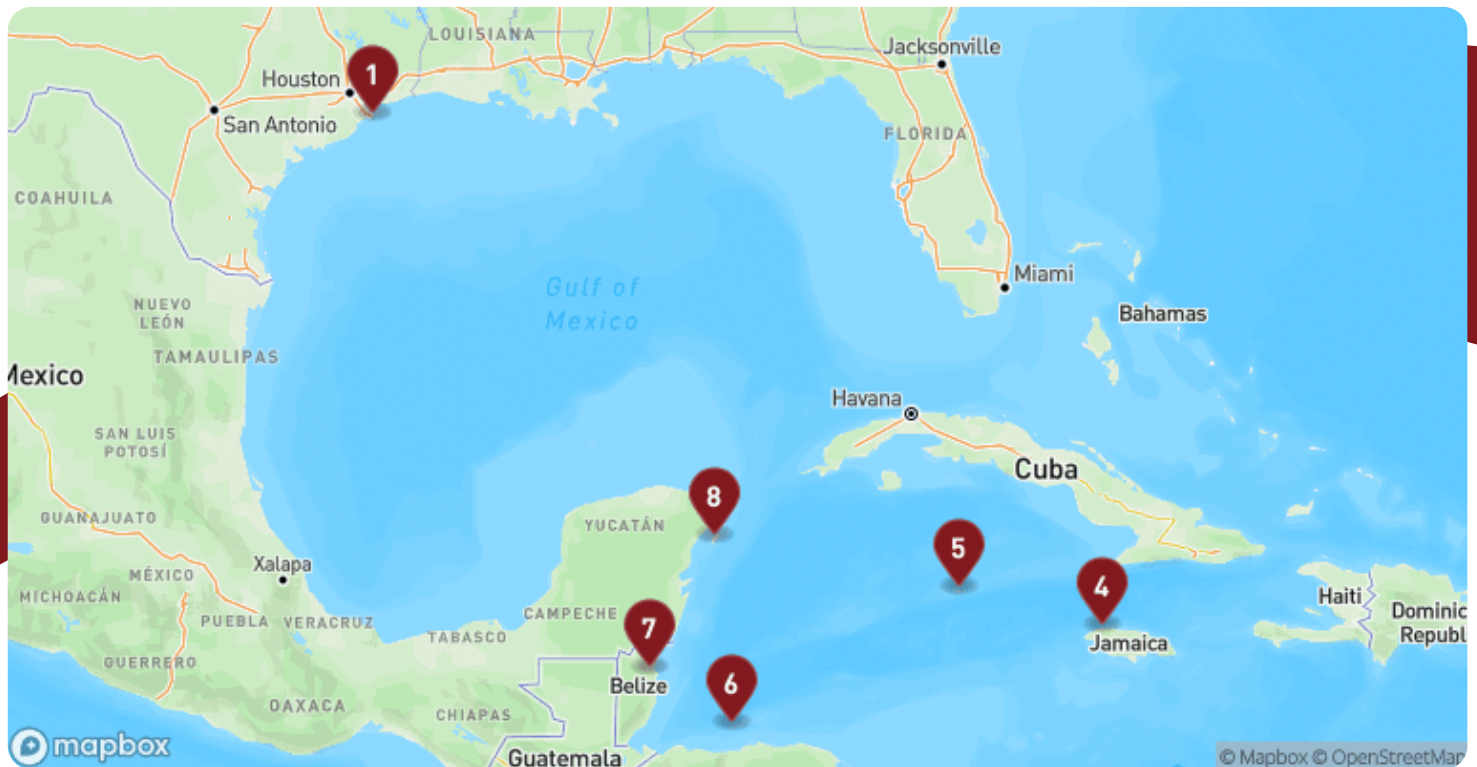 LOUISIANA
Jacksonville
Houston
1
San Antonio
FLORIDA
COAHUILA
Miami
Gulf of
Mexico
NUEVO
LEÓN
Bahamas
TAMAULIPAS
Mexico
Havana
SAN LUIS
POTOSÍ
Cuba
8
GUANAJUATO
YUCATÁN
5
Xalapa
MÉXICO
4
MICHOACÁN
Haiti
PUEBLA
VERACRUZ
CAMPECHE
Dominic
Republ
7
TABASCO
Jamaica
GUERRERO
Belize
6
OAXACA
CHIAPAS
mapbox
Guatemala
© Mapbox © OpenStreetMap